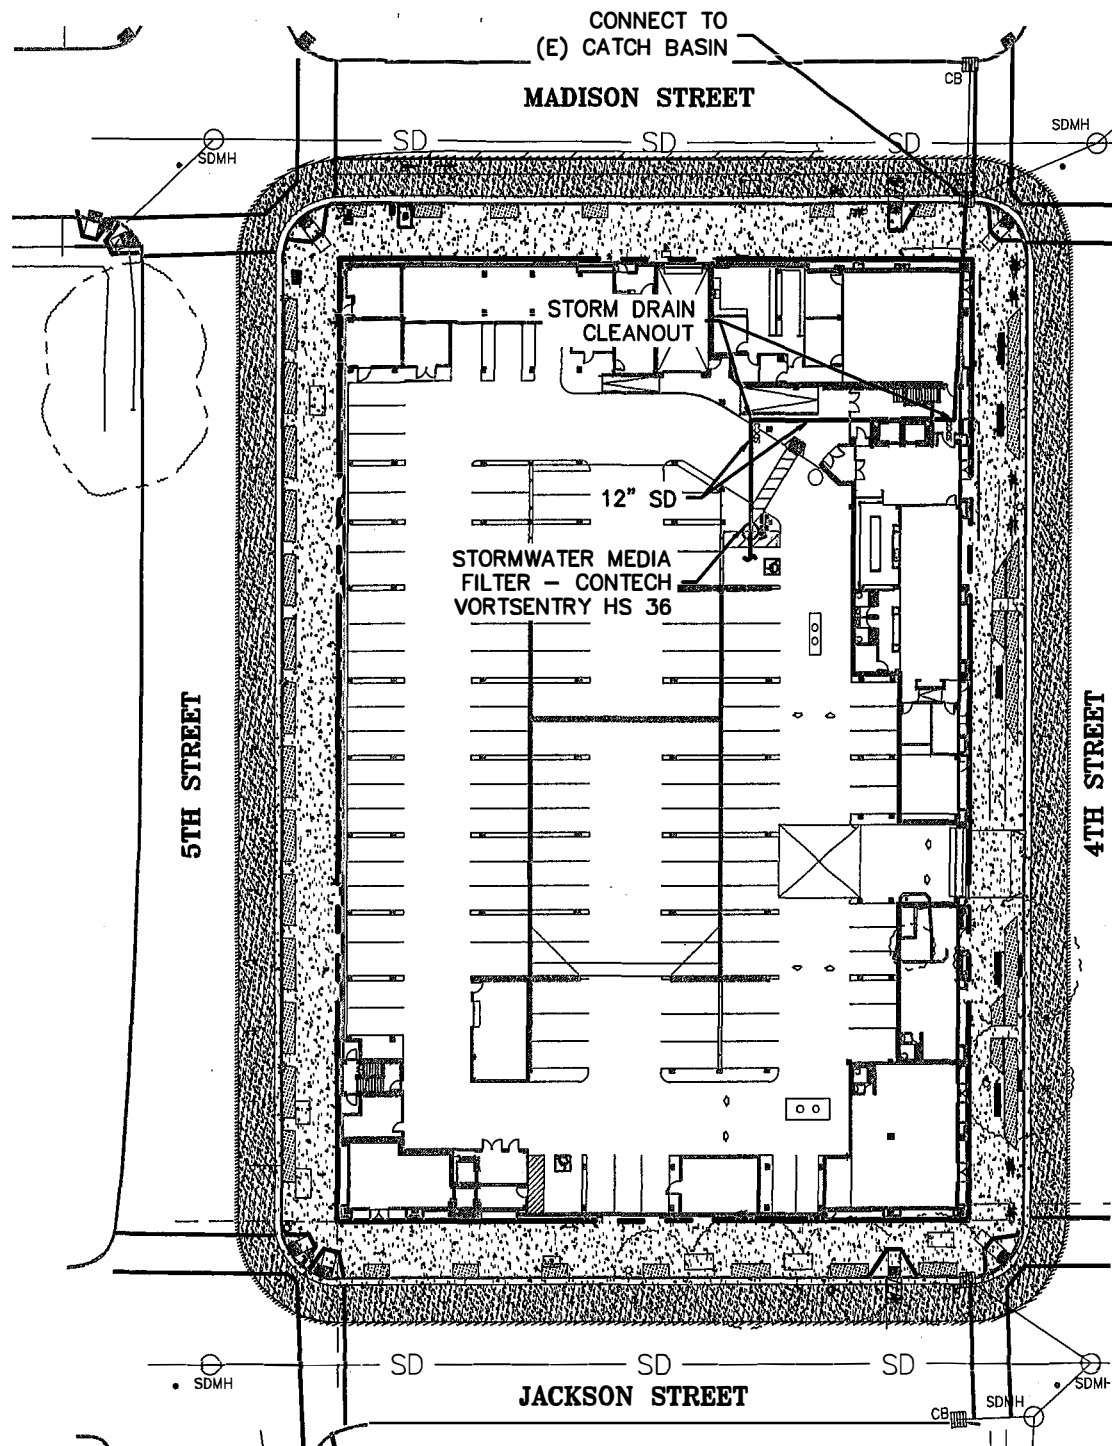 CONNECT TO
(E) CATCH BASIN
CB
MADISON STREET
SDMH
SD
SD
SD
SDMH
STORM DRAIN
CLEANOUT
12" SD
STORMWATER MEDIA
FILTER – CONTECH
VORTSENTRY HS 36
5TH STREET
4TH STREET
SD
SD
SD
SDMH
SDMH
JACKSON STREET
CB
SDMH